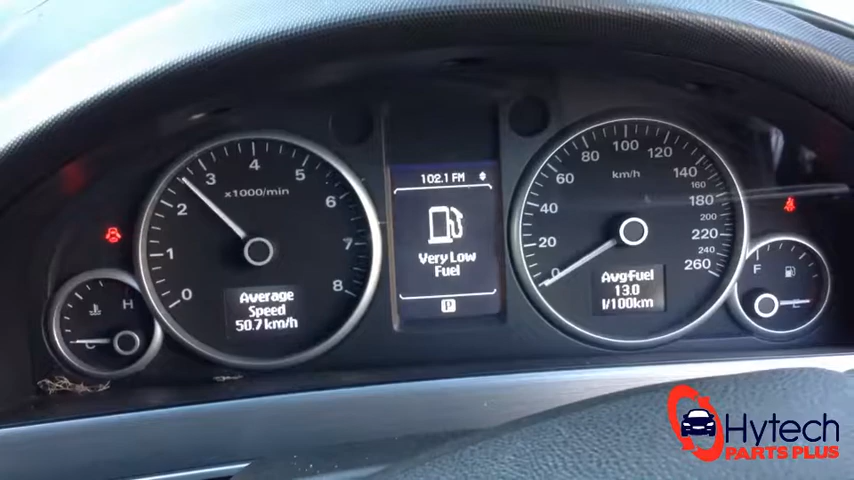 102.1 FM
Very Low
Fuel
P
x1000/min
0
1
2
3
4
5
6
7
8
Average
Speed
50.7km/h
km/h
0
20
40
60
80
100
120
140
160
180
200
220
240
260
Avg Fuel
13.0
l/100km
C
H
F
E
Hytech
PARTS PLUS